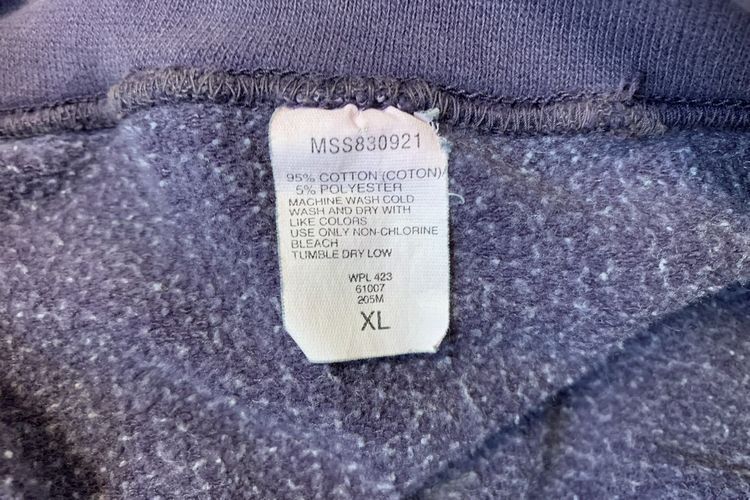 MSS830921
95% COTTON (COTON)/
5% POLYESTER
MACHINE WASH COLD
WASH AND DRY WITH
LIKE COLORS
USE ONLY NON-CHLORINE
BLEACH
TUMBLE DRY LOW
WPL 423
61007
205M
XL